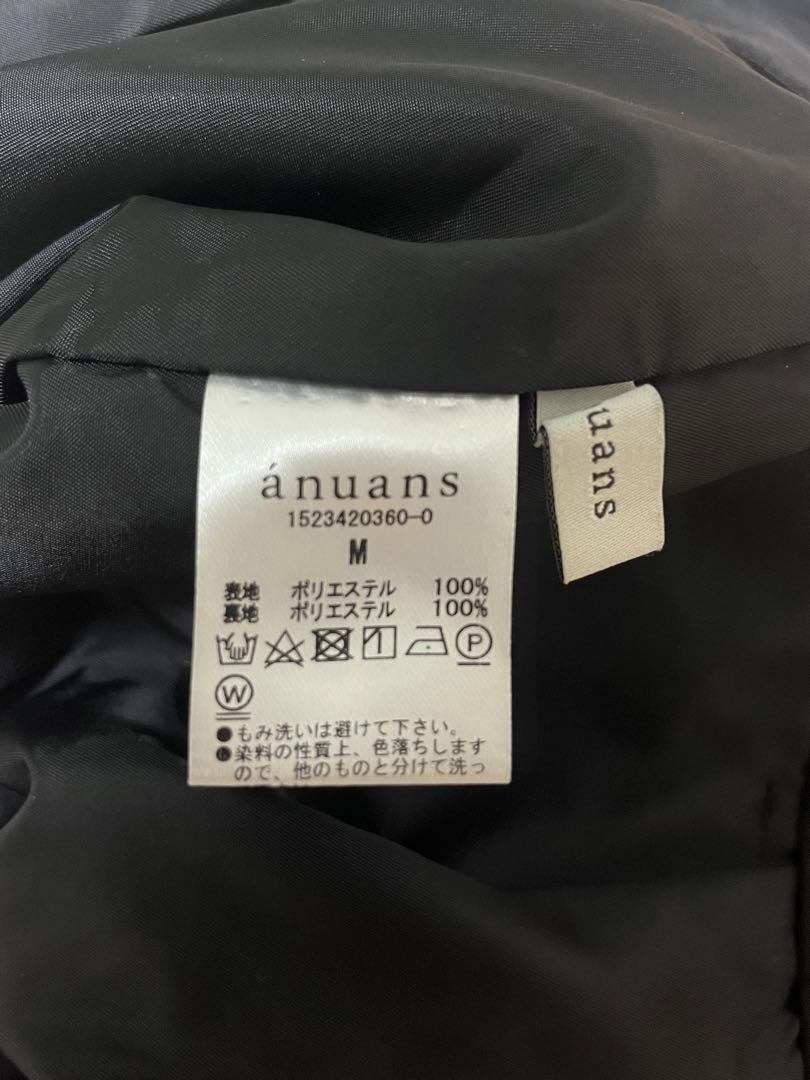 ánuans
1523420360-0
M
表地 ポリエステル 100%
裏地 ポリエステル 100%
P
W
●もみ洗いは避けて下さい。
●染料の性質上、色落ちします
ので、他のものと分けて洗っ
uans